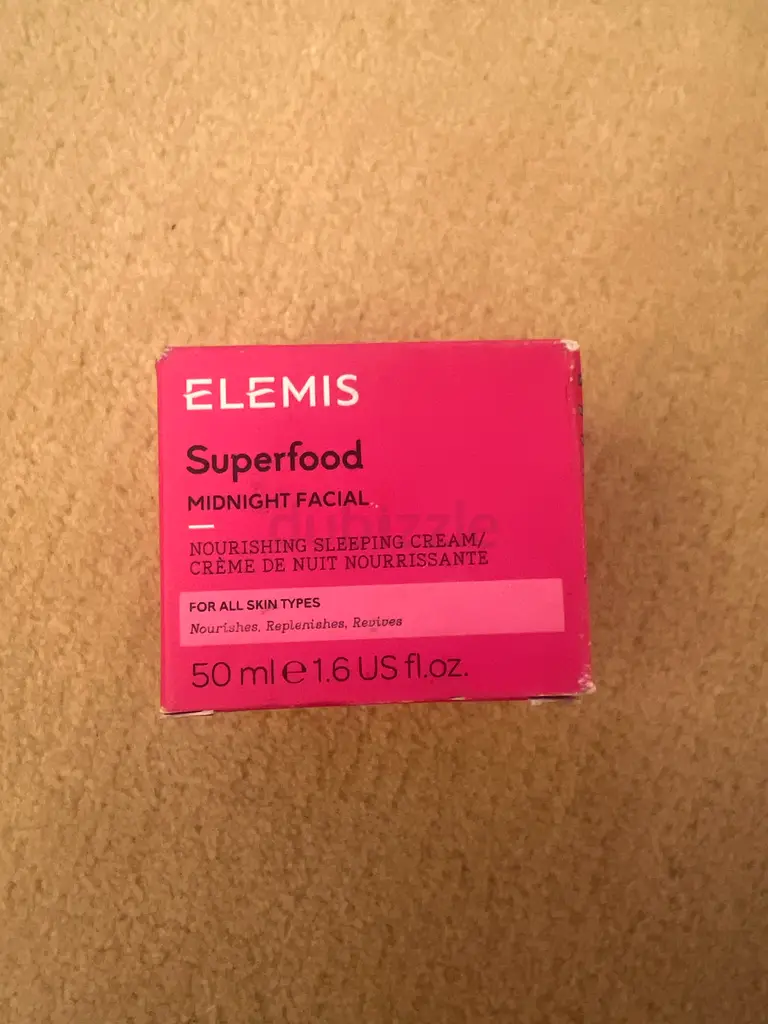 ELEMIS
Superfood
MIDNIGHT FACIAL
dubizzle
NOURISHING SLEEPING CREAM/
CRÈME DE NUIT NOURRISSANTE
FOR ALL SKIN TYPES
Nourishes, Replenishes, Revives
50 ml ℮ 1.6 US fl.oz.